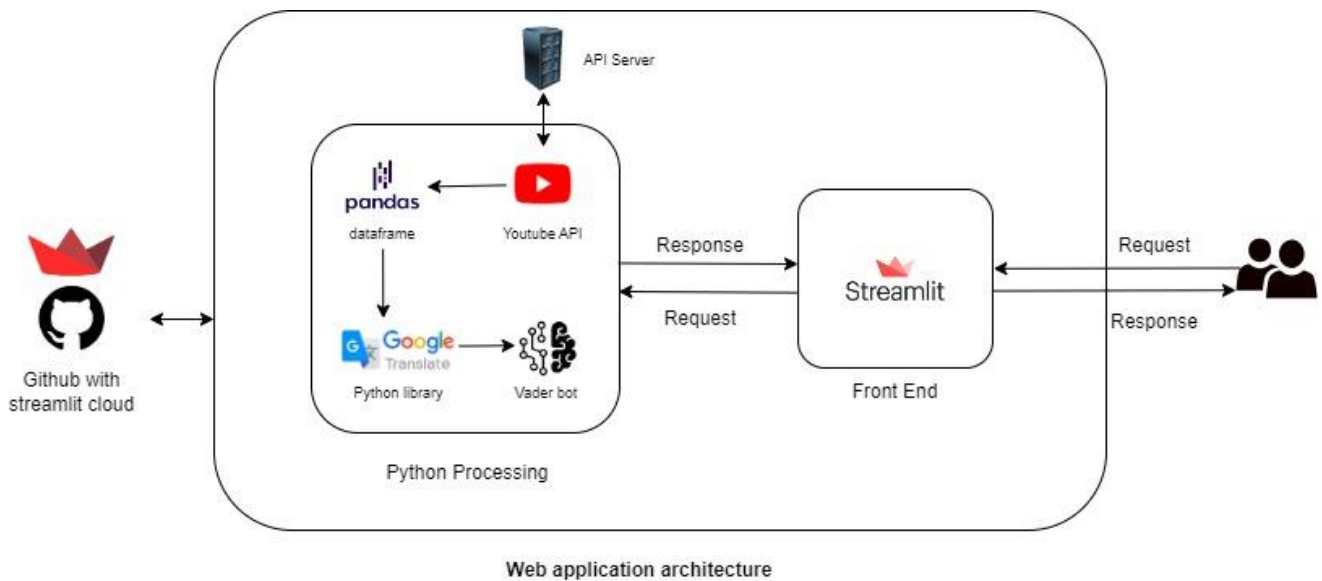 API Server
pandas
dataframe
Youtube API
Response
Request
Streamlit
Request
Response
Github with
streamlit cloud
G
Google
Translate
Python library
Vader bot
Front End
Python Processing
Web application architecture